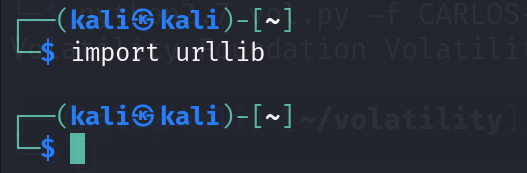 ┌──(kali㉿kali)-[~]
└─$ import urllib
┌──(kali㉿kali)-[~]
└─$